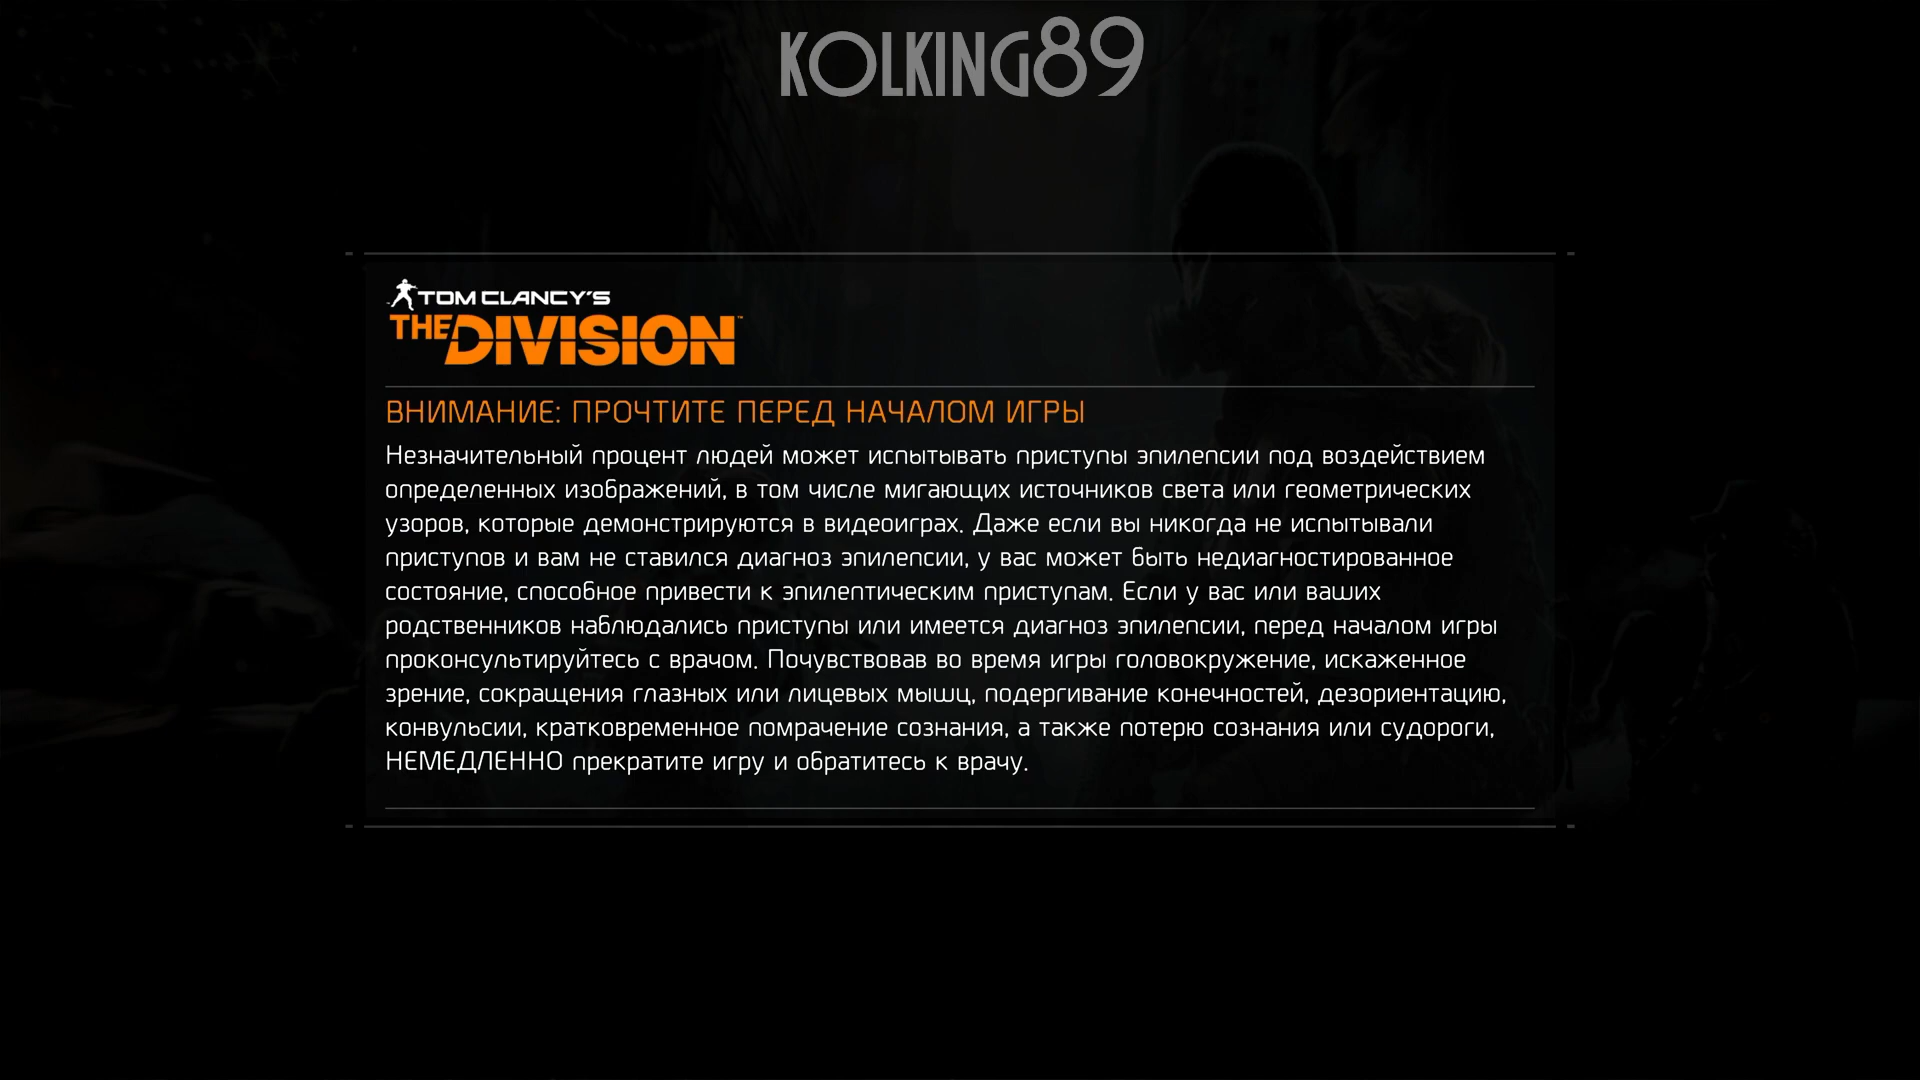 KOLKING89
TOM CLANCY'S
THE DIVISION™
ВНИМАНИЕ: ПРОЧТИТЕ ПЕРЕД НАЧАЛОМ ИГРЫ
Незначительный процент людей может испытывать приступы эпилепсии под воздействием
определенных изображений, в том числе мигающих источников света или геометрических
узоров, которые демонстрируются в видеоиграх. Даже если вы никогда не испытывали
приступов и вам не ставился диагноз эпилепсии, у вас может быть недиагностированное
состояние, способное привести к эпилептическим приступам. Если у вас или ваших
родственников наблюдались приступы или имеется диагноз эпилепсии, перед началом игры
проконсультируйтесь с врачом. Почувствовав во время игры головокружение, искаженное
зрение, сокращения глазных или лицевых мышц, подергивание конечностей, дезориентацию,
конвульсии, кратковременное помрачение сознания, а также потерю сознания или судороги,
НЕМЕДЛЕННО прекратите игру и обратитесь к врачу.